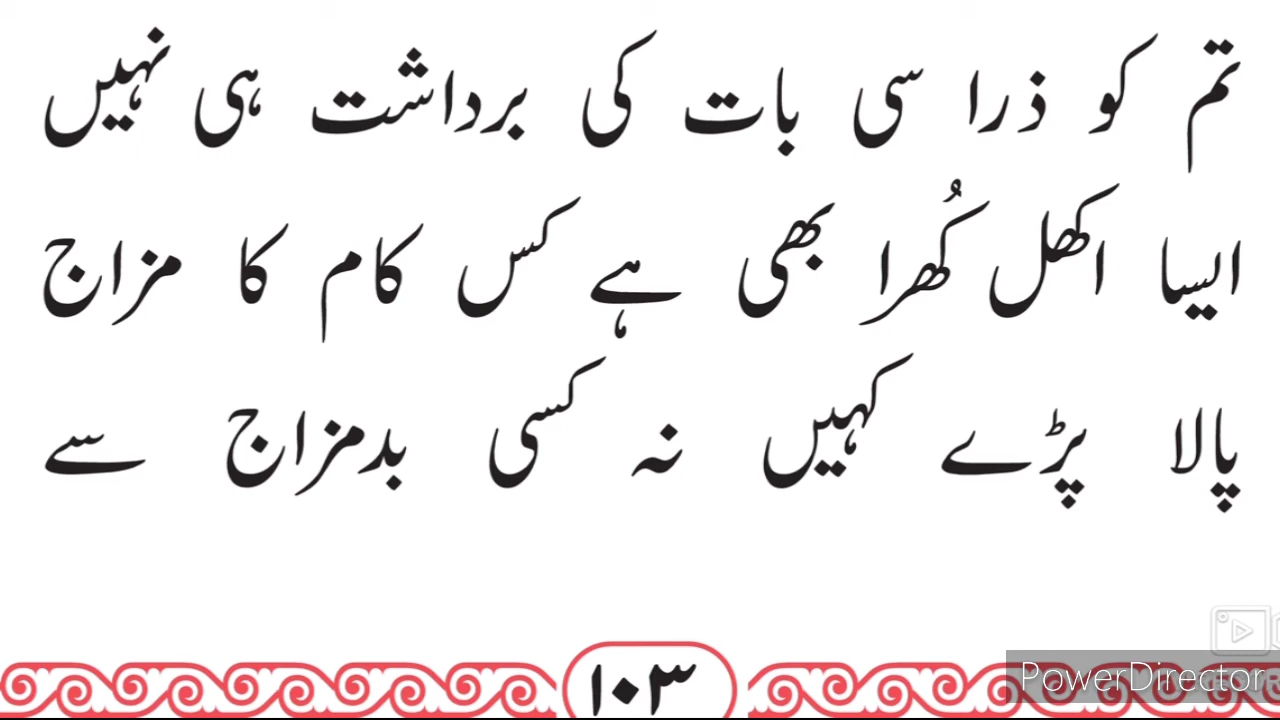 تم کو ذرا سی بات کی برداشت ہی نہیں
ایسا اکھل کُھرا بھی ہے کس کام کا مزاج
پالا پڑے کہیں نہ کسی بدمزاج سے
۱۰۳
PowerDirector